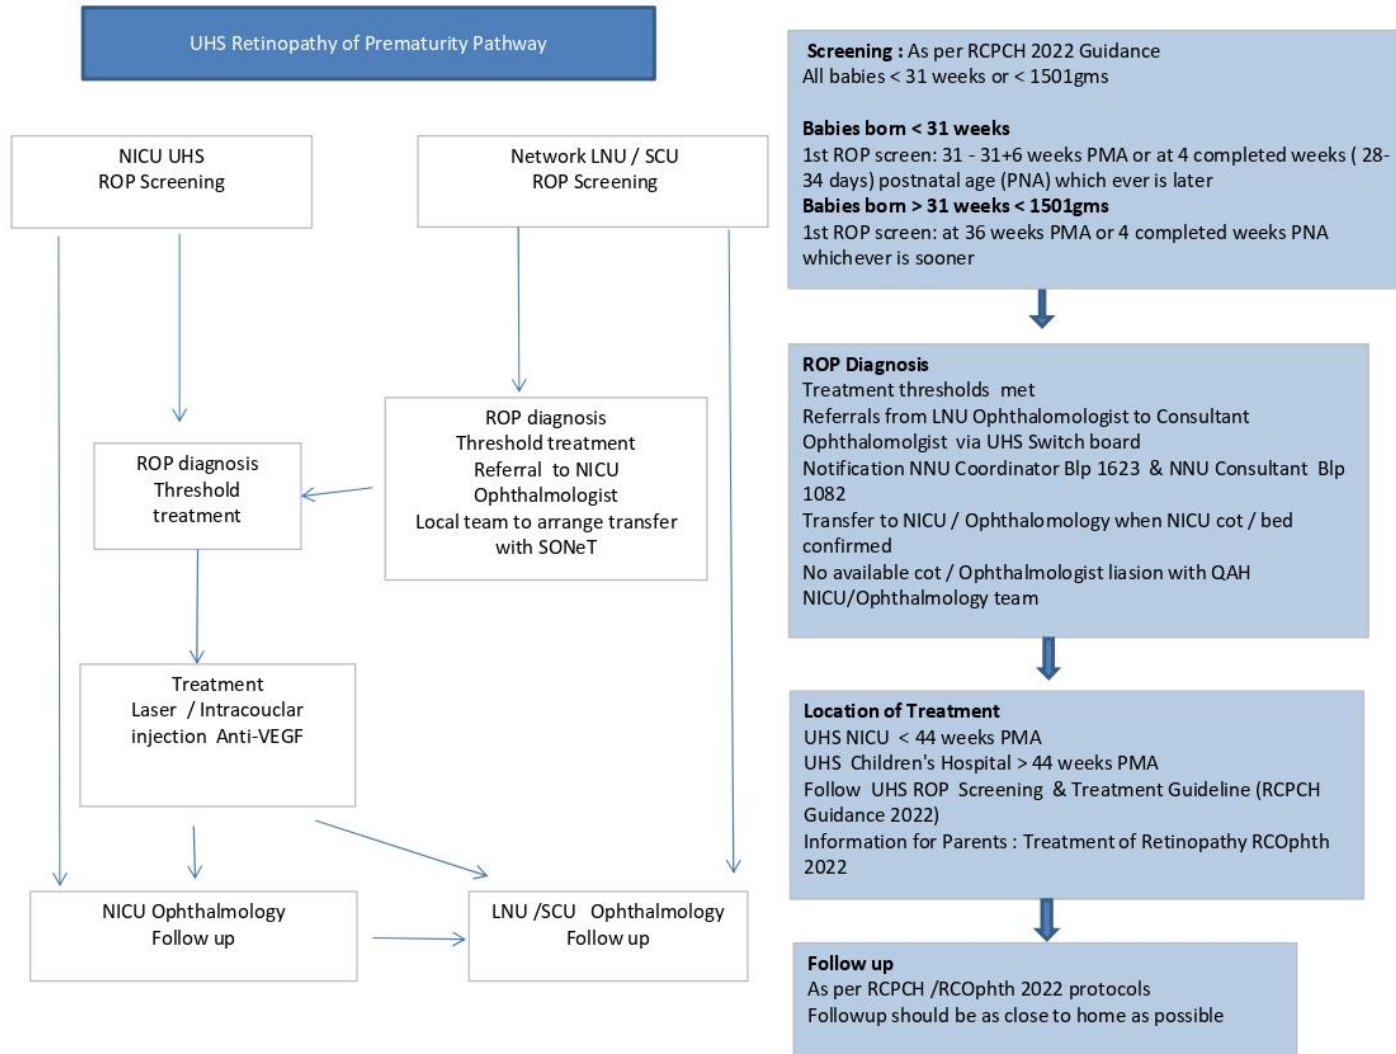 UHS Retinopathy of Prematurity Pathway
NICU UHS
ROP Screening
Network LNU / SCU
ROP Screening
ROP diagnosis
Threshold
treatment
ROP diagnosis
Threshold treatment
Referral to NICU
Ophthalmologist
Local team to arrange transfer
with SONeT
Treatment
Laser / Intracouclar
injection Anti-VEGF
NICU Ophthalmology
Follow up
LNU /SCU Ophthalmology
Follow up
Screening : As per RCPCH 2022 Guidance
All babies < 31 weeks or < 1501gms
Babies born < 31 weeks
1st ROP screen: 31 - 31+6 weeks PMA or at 4 completed weeks ( 28-
34 days) postnatal age (PNA) which ever is later
Babies born > 31 weeks < 1501gms
1st ROP screen: at 36 weeks PMA or 4 completed weeks PNA
whichever is sooner
ROP Diagnosis
Treatment thresholds met
Referrals from LNU Ophthalomologist to Consultant
Ophthalomolgist via UHS Switch board
Notification NNU Coordinator Blp 1623 & NNU Consultant Blp
1082
Transfer to NICU / Ophthalomology when NICU cot / bed
confirmed
No available cot / Ophthalmologist liasion with QAH
NICU/Ophthalmology team
Location of Treatment
UHS NICU < 44 weeks PMA
UHS Children's Hospital > 44 weeks PMA
Follow UHS ROP Screening & Treatment Guideline (RCPCH
Guidance 2022)
Information for Parents : Treatment of Retinopathy RCOphth
2022
Follow up
As per RCPCH /RCOphth 2022 protocols
Followup should be as close to home as possible